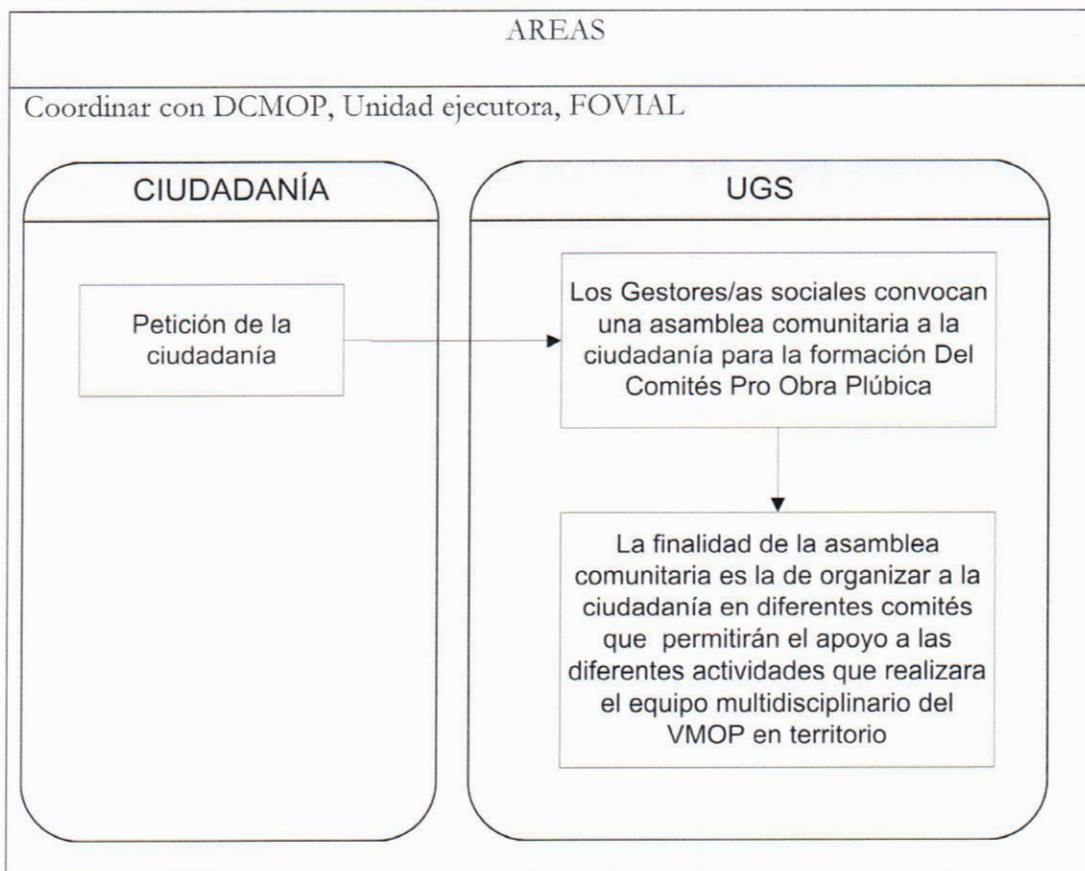 AREAS
Coordinar con DCMOP, Unidad ejecutora, FOVIAL
CIUDADANÍA
Petición de la
ciudadanía
UGS
Los Gestores/as sociales convocan
una asamblea comunitaria a la
ciudadanía para la formación Del
Comités Pro Obra Plúbica
La finalidad de la asamblea
comunitaria es la de organizar a la
ciudadanía en diferentes comités
que permitirán el apoyo a las
diferentes actividades que realizara
el equipo multidisciplinario del
VMOP en territorio